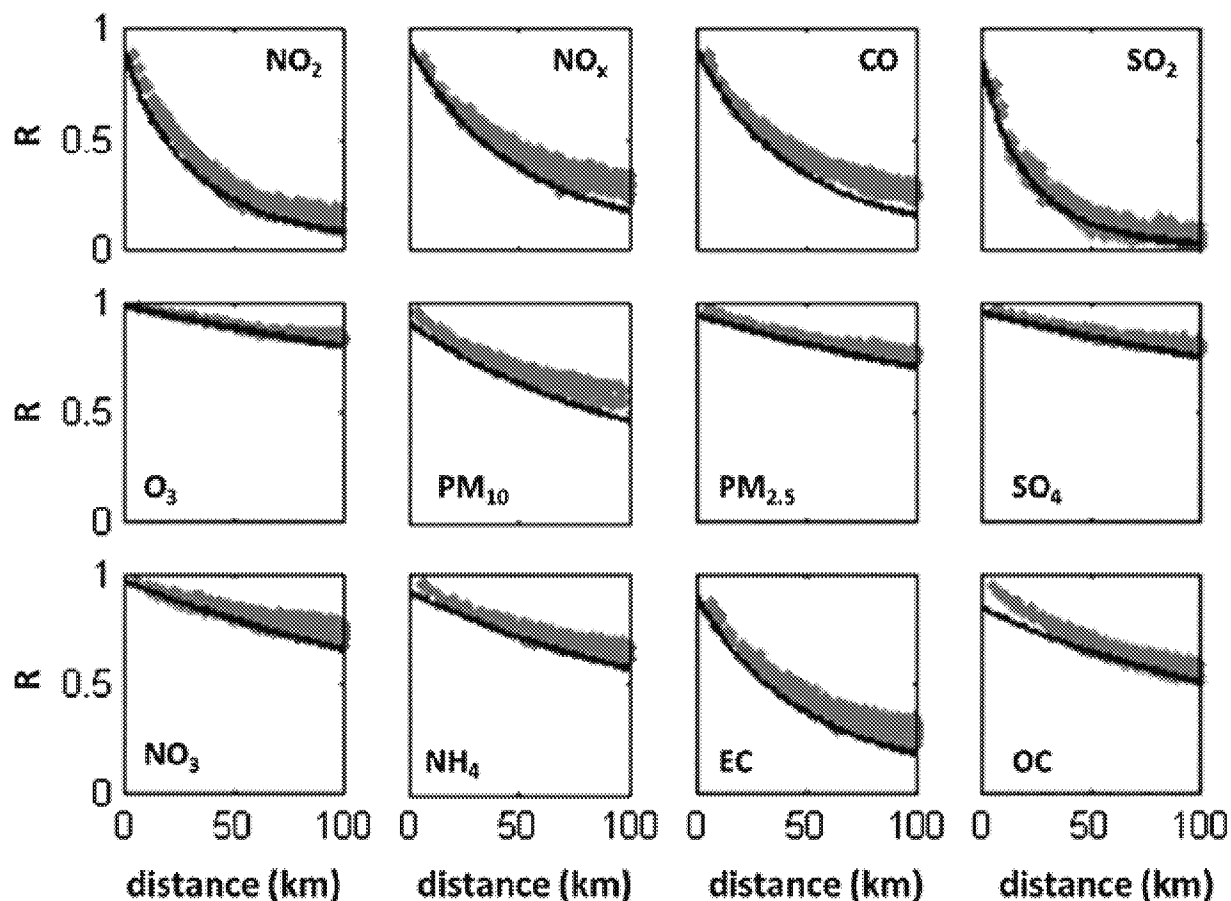 1 NO2 NOx CO SO2
R 0.5
0
1
R 0.5
O3 PM10 PM2.5 SO4
0
1
R 0.5
NO3 NH4 EC OC
0
0 50 100 0 50 100 0 50 100 0 50 100
distance (km) distance (km) distance (km) distance (km)